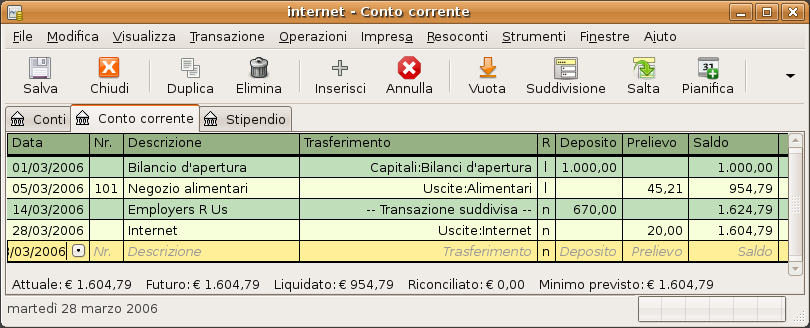 internet - Conto corrente
File Modifica Visualizza Transazione Operazioni Impresa Resoconti Strumenti Finestre Aiuto
Salva Chiudi Duplica Elimina Inserisci Annulla Vuota Suddivisione Salta Pianifica
Conti Conto corrente Stipendio
Data Nr. Descrizione Trasferimento R Deposito Prelievo Saldo
01/03/2006 Bilancio d'apertura Capitali:Bilanci d'apertura l 1.000,00 1.000,00
05/03/2006 101 Negozio alimentari Uscite:Alimentari l 45,21 954,79
14/03/2006 Employers R Us -- Transazione suddivisa -- n 670,00 1.624,79
28/03/2006 Internet Uscite:Internet n 20,00 1.604,79
/03/2006 Nr. Descrizione Trasferimento n Deposito Prelievo Saldo
Attuale: € 1.604,79 Futuro: € 1.604,79 Liquidato: € 954,79 Riconciliato: € 0,00 Minimo previsto: € 1.604,79
martedì 28 marzo 2006